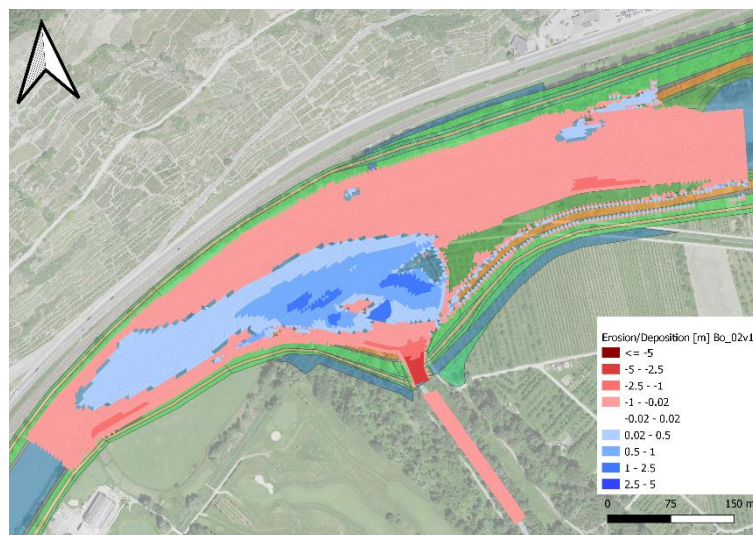 Erosion/Deposition [m] Bo_02v1
<= -5
-5 - -2.5
-2.5 - -1
-1 - -0.02
-0.02 - 0.02
0.02 - 0.5
0.5 - 1
1 - 2.5
2.5 - 5
0 75 150 m